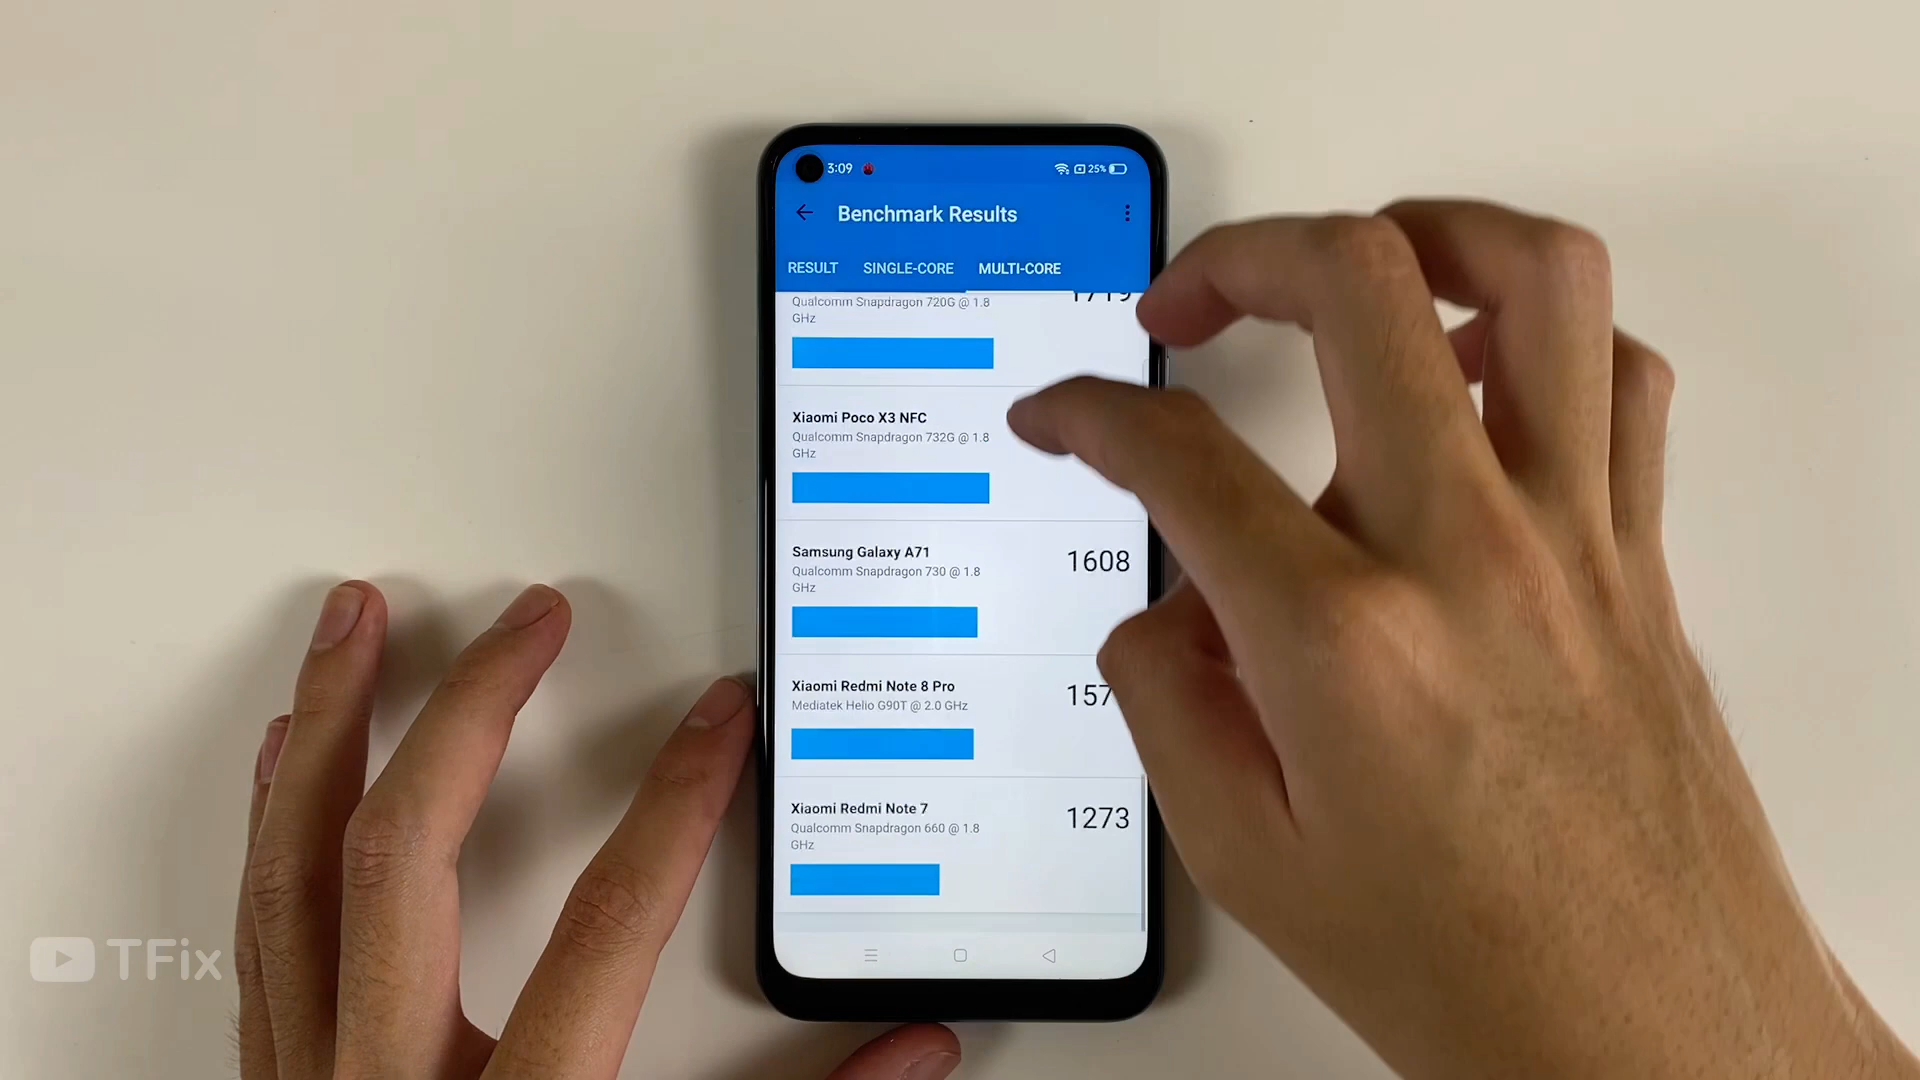 3:09
25%
Benchmark Results
RESULT SINGLE-CORE MULTI-CORE
Qualcomm Snapdragon 720G @ 1.8 GHz
1719
Xiaomi Poco X3 NFC
Qualcomm Snapdragon 732G @ 1.8 GHz
Samsung Galaxy A71
1608
Qualcomm Snapdragon 730 @ 1.8 GHz
Xiaomi Redmi Note 8 Pro
157
Mediatek Helio G90T @ 2.0 GHz
Xiaomi Redmi Note 7
1273
Qualcomm Snapdragon 660 @ 1.8 GHz
TFix